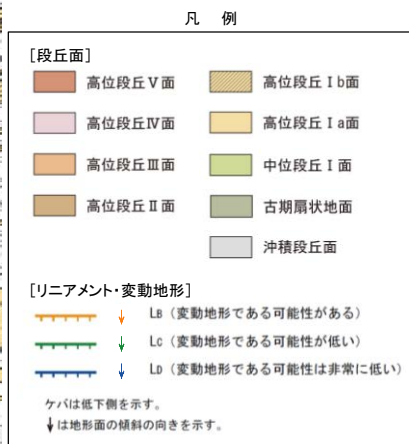 凡 例
[段丘面]
高位段丘Ⅴ面
高位段丘Ⅰb面
高位段丘Ⅳ面
高位段丘Ⅰa面
高位段丘Ⅲ面
中位段丘Ⅰ面
高位段丘Ⅱ面
古期扇状地面
沖積段丘面
[リニアメント・変動地形]
LB（変動地形である可能性がある）
LC（変動地形である可能性が低い）
LD（変動地形である可能性は非常に低い）
ケバは低下側を示す。
↓は地形面の傾斜の向きを示す。